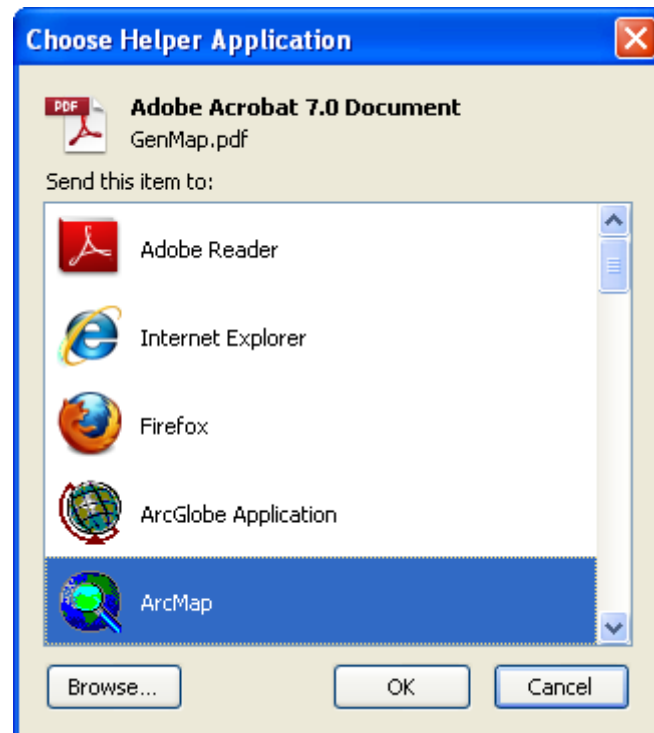 Choose Helper Application
PDF
Adobe Acrobat 7.0 Document
GenMap.pdf
Send this item to:
Adobe Reader
Internet Explorer
Firefox
ArcGlobe Application
ArcMap
Browse... OK Cancel